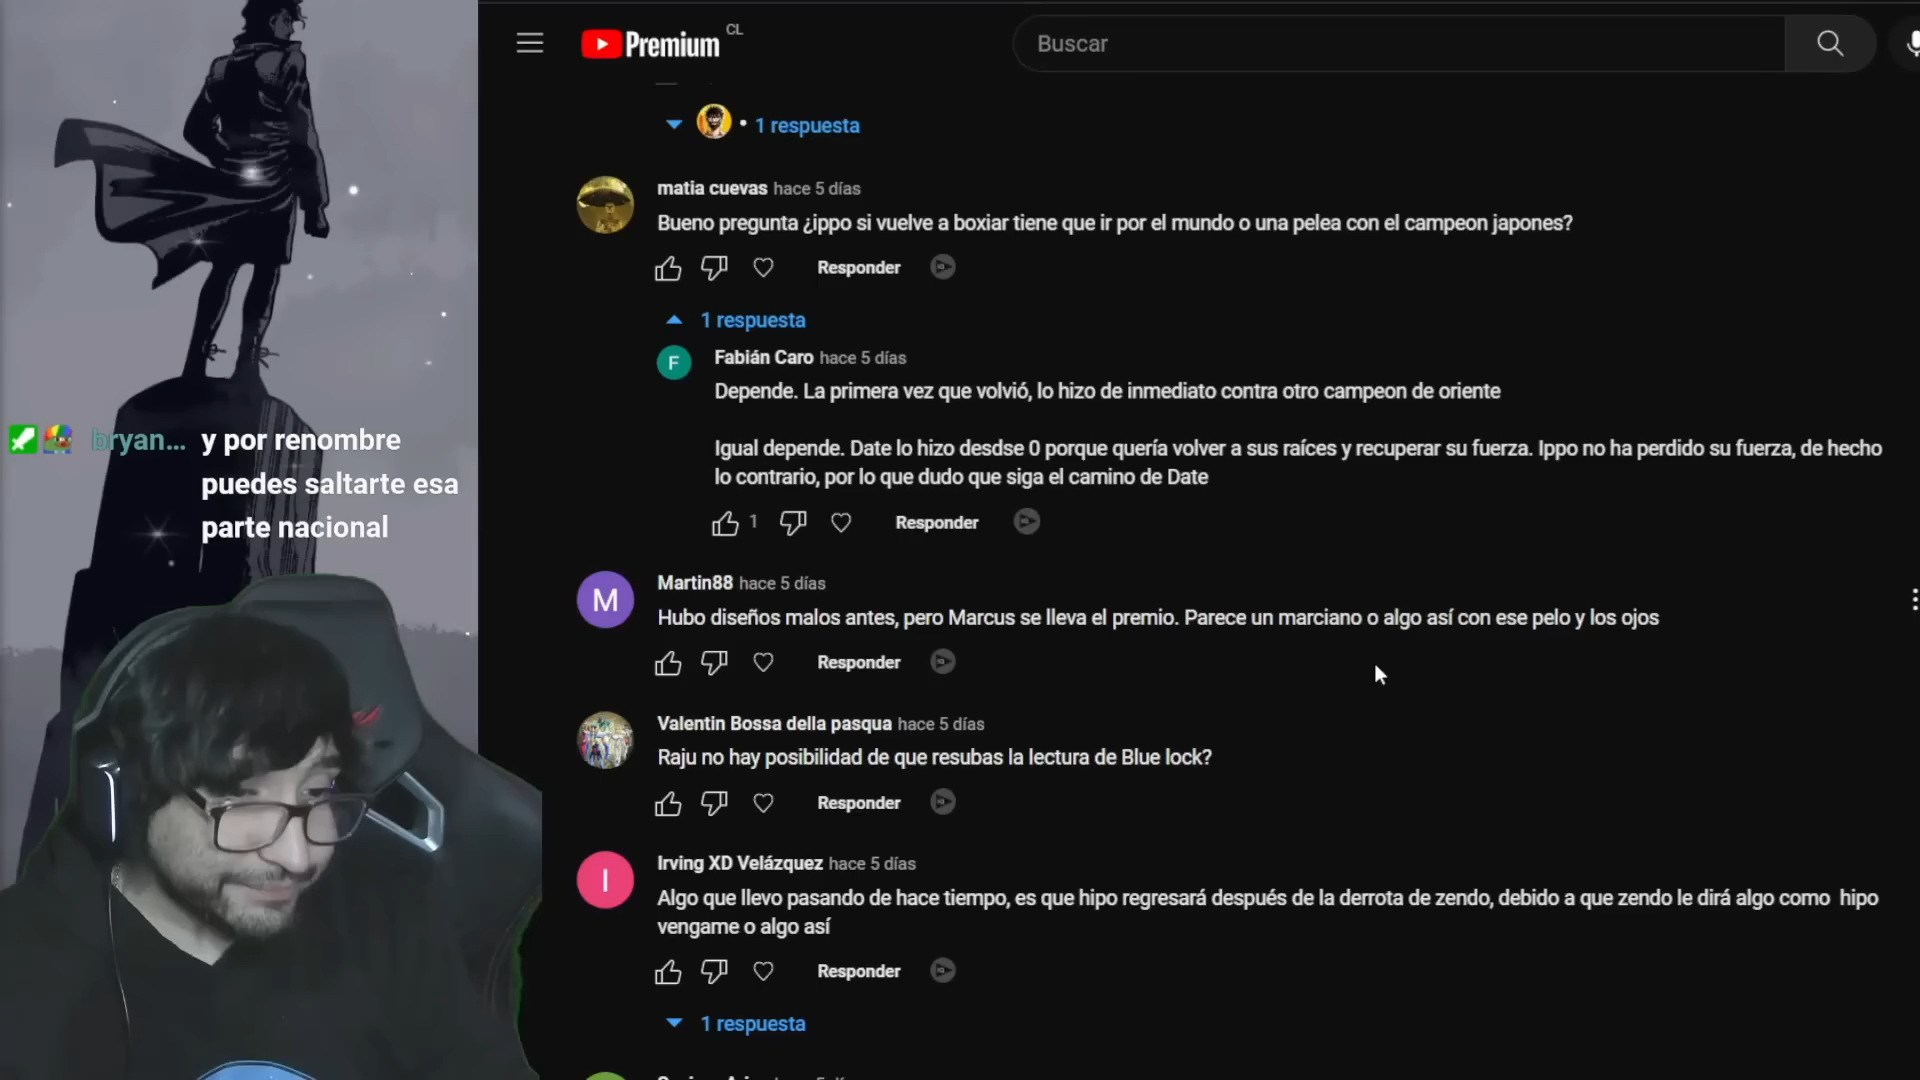 Premium CL
Buscar
• 1 respuesta
matia cuevas hace 5 días
Bueno pregunta ¿ippo si vuelve a boxiar tiene que ir por el mundo o una pelea con el campeon japones?
Responder
1 respuesta
F
Fabián Caro hace 5 días
Depende. La primera vez que volvió, lo hizo de inmediato contra otro campeon de oriente
Igual depende. Date lo hizo desdse 0 porque quería volver a sus raíces y recuperar su fuerza. Ippo no ha perdido su fuerza, de hecho
lo contrario, por lo que dudo que siga el camino de Date
1 Responder
bryan... y por renombre
puedes saltarte esa
parte nacional
M
Martin88 hace 5 días
Hubo diseños malos antes, pero Marcus se lleva el premio. Parece un marciano o algo así con ese pelo y los ojos
Responder
Valentin Bossa della pasqua hace 5 días
Raju no hay posibilidad de que resubas la lectura de Blue lock?
Responder
I
Irving XD Velázquez hace 5 días
Algo que llevo pasando de hace tiempo, es que hipo regresará después de la derrota de zendo, debido a que zendo le dirá algo como hipo
vengame o algo así
Responder
1 respuesta